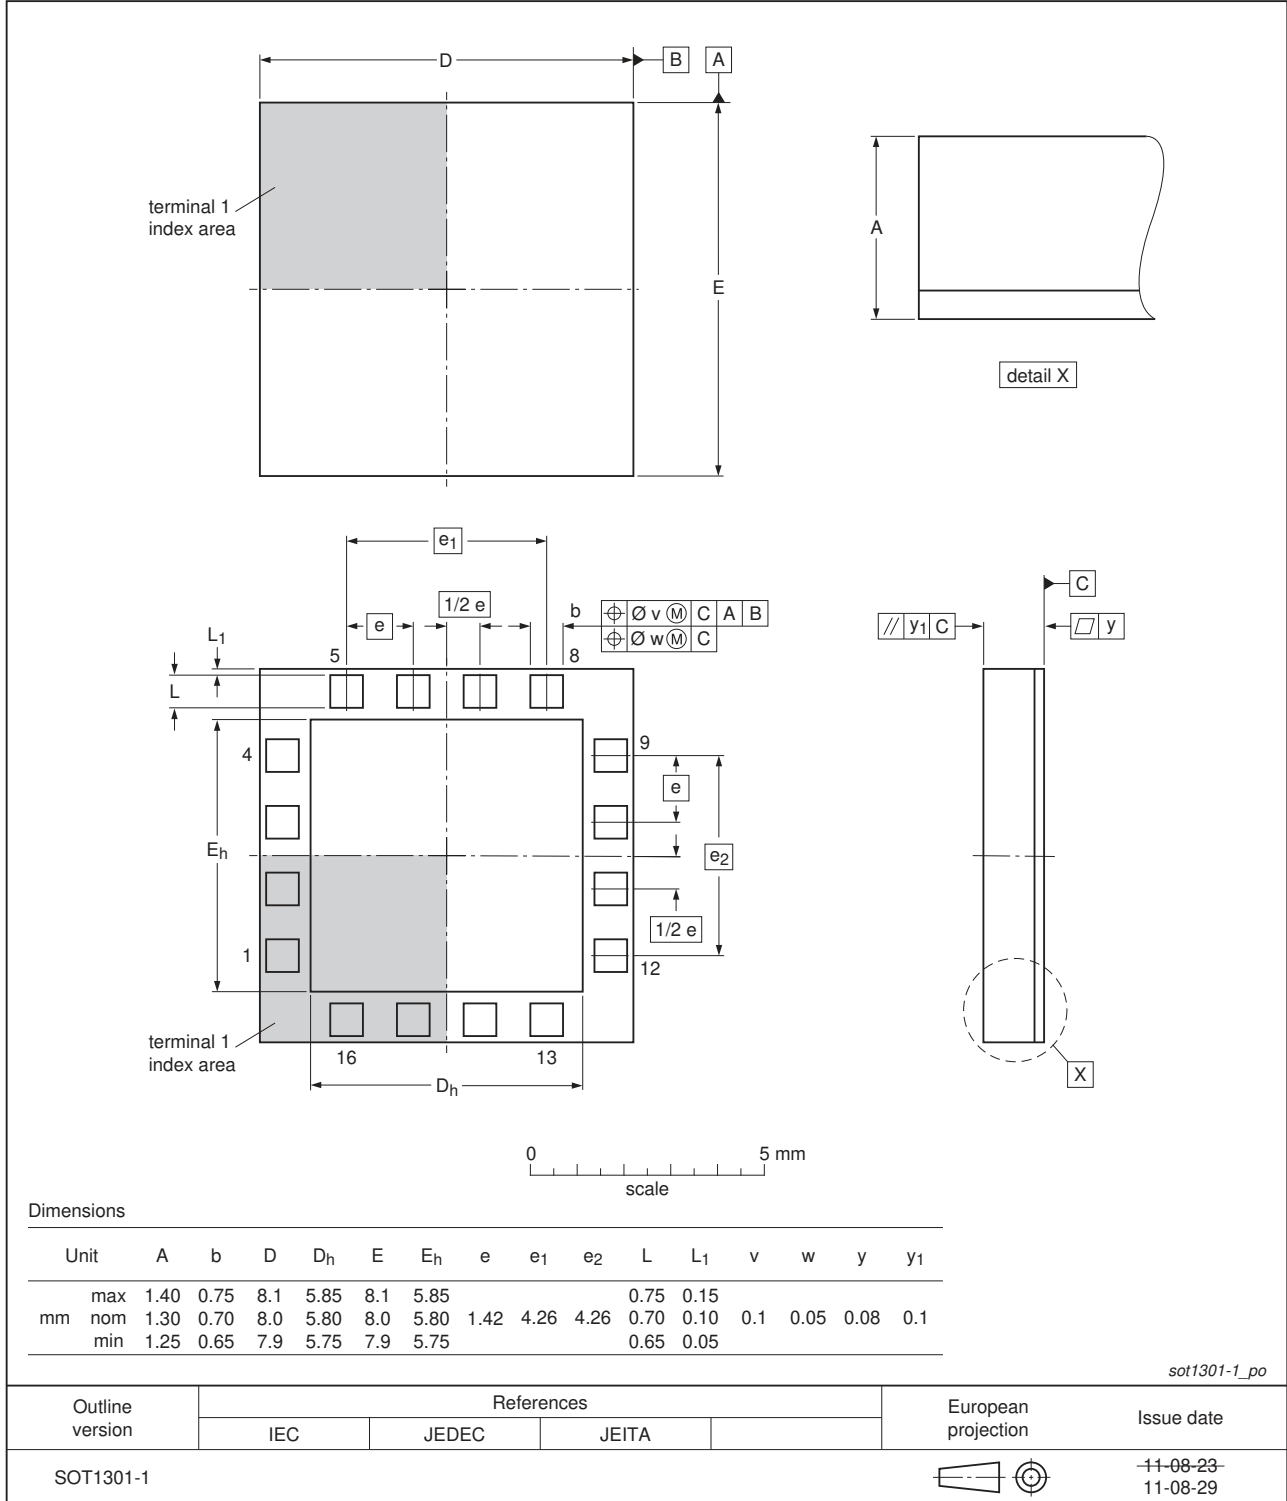 D
B
A
terminal 1
index area
E
A
detail X
e1
1/2 e
e
b
Ø v Ⓜ C A B
Ø w Ⓜ C
L1
L
5
8
4
9
e
Eh
e2
1/2 e
1
12
terminal 1
index area
16
13
Dh
// y1 C
C
y
X
0 5 mm
scale
Dimensions
Unit A b D Dh E Eh e e1 e2 L L1 v w y y1
max 1.40 0.75 8.1 5.85 8.1 5.85 0.75 0.15
mm nom 1.30 0.70 8.0 5.80 8.0 5.80 1.42 4.26 4.26 0.70 0.10 0.1 0.05 0.08 0.1
min 1.25 0.65 7.9 5.75 7.9 5.75 0.65 0.05
sot1301-1_po
Outline version
References
IEC JEDEC JEITA
European projection
Issue date
SOT1301-1
11-08-23
11-08-29